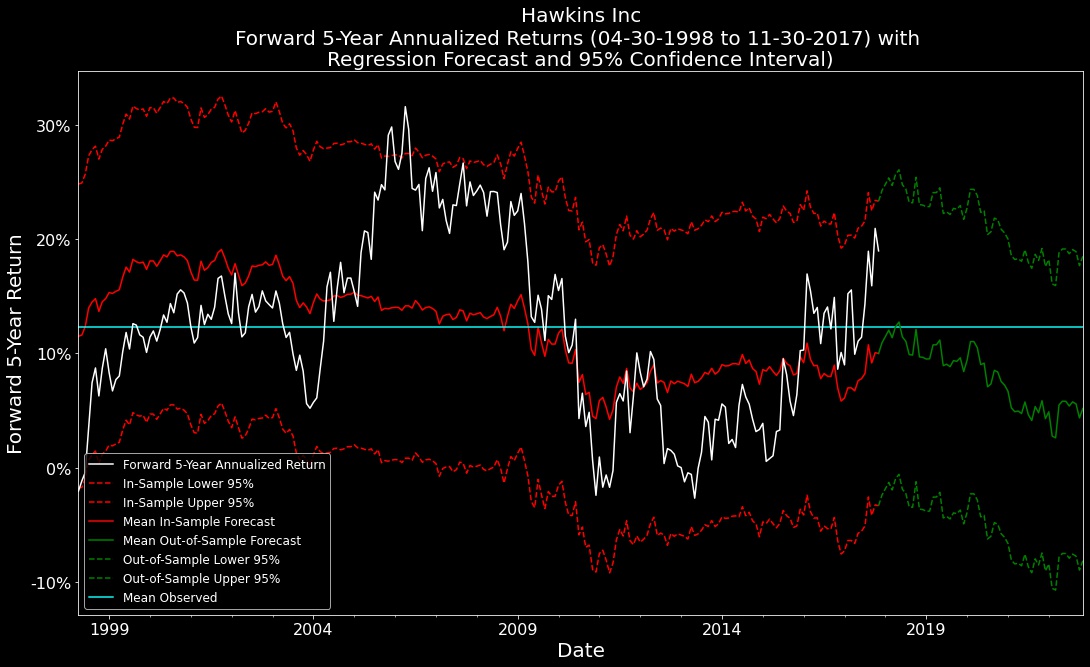 Hawkins Inc
Forward 5-Year Annualized Returns (04-30-1998 to 11-30-2017) with
Regression Forecast and 95% Confidence Interval)
Forward 5-Year Return
30%
20%
10%
0%
-10%
Forward 5-Year Annualized Return
In-Sample Lower 95%
In-Sample Upper 95%
Mean In-Sample Forecast
Mean Out-of-Sample Forecast
Out-of-Sample Lower 95%
Out-of-Sample Upper 95%
Mean Observed
1999
2004
2009
2014
2019
Date